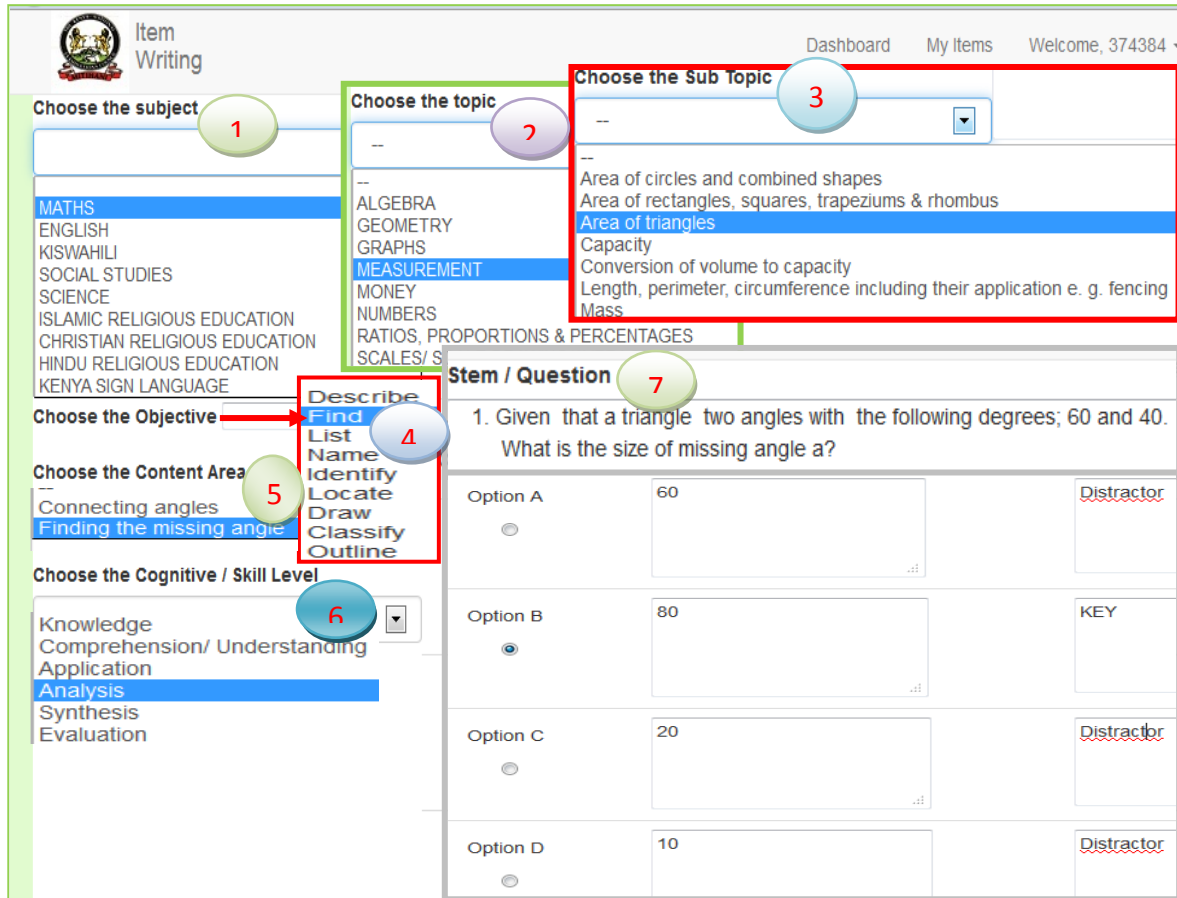 Item
Writing
Dashboard My Items Welcome, 374384
Choose the subject
1
MATHS
ENGLISH
KISWAHILI
SOCIAL STUDIES
SCIENCE
ISLAMIC RELIGIOUS EDUCATION
CHRISTIAN RELIGIOUS EDUCATION
HINDU RELIGIOUS EDUCATION
KENYA SIGN LANGUAGE
Choose the topic
2
--
--
ALGEBRA
GEOMETRY
GRAPHS
MEASUREMENT
MONEY
NUMBERS
RATIOS, PROPORTIONS & PERCENTAGES
SCALES/ S
Choose the Sub Topic
3
--
--
Area of circles and combined shapes
Area of rectangles, squares, trapeziums & rhombus
Area of triangles
Capacity
Conversion of volume to capacity
Length, perimeter, circumference including their application e. g. fencing
Mass
Choose the Objective
4
Describe
Find
List
Name
Identify
Locate
Draw
Classify
Outline
Choose the Content Area
5
--
Connecting angles
Finding the missing angle
Choose the Cognitive / Skill Level
6
Knowledge
Comprehension/ Understanding
Application
Analysis
Synthesis
Evaluation
Stem / Question
7
1. Given that a triangle two angles with the following degrees; 60 and 40.
What is the size of missing angle a?
Option A 60 Distractor
Option B 80 KEY
Option C 20 Distractor
Option D 10 Distractor